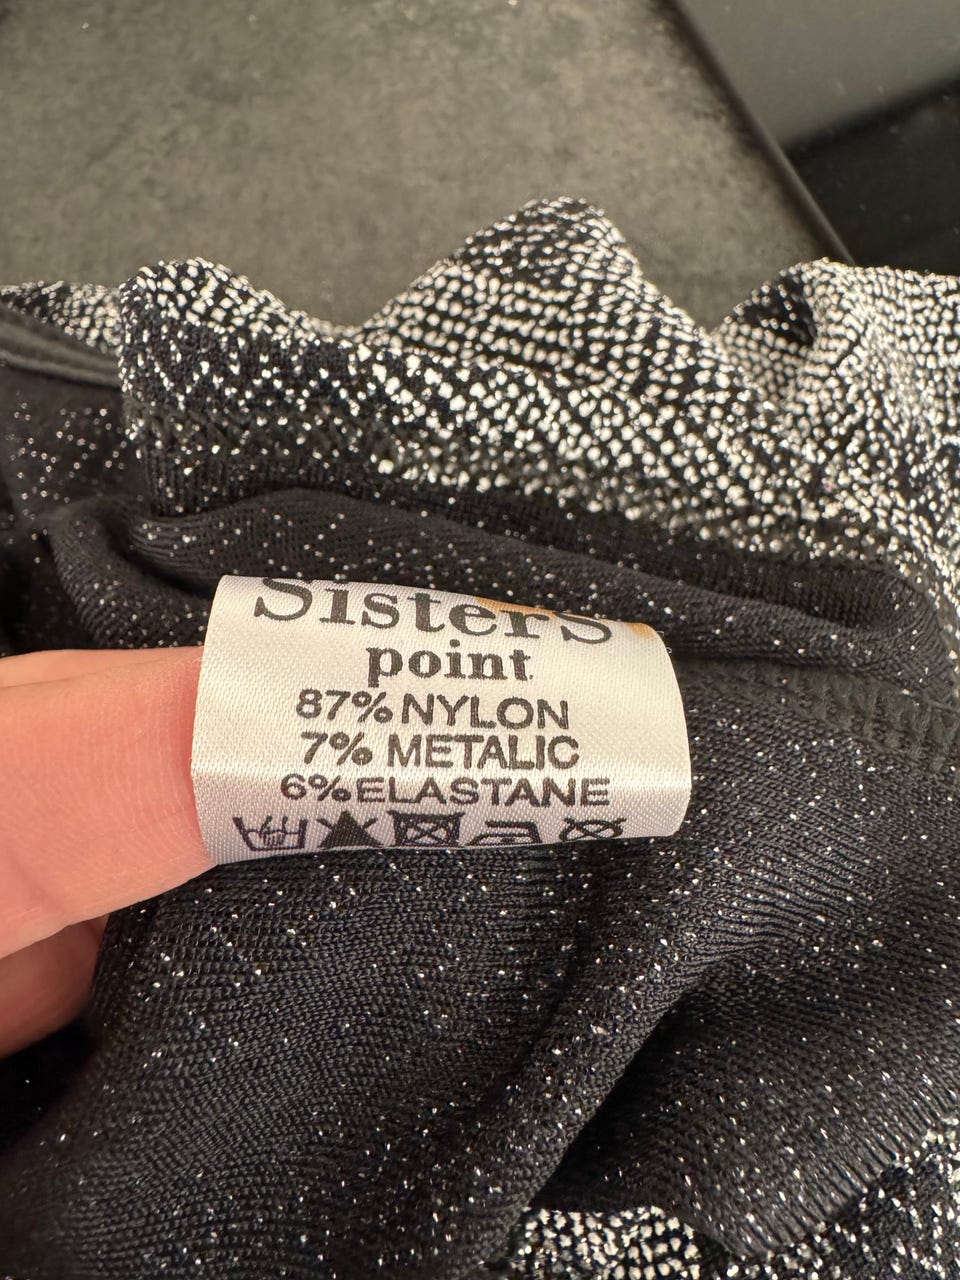 SisterS
point
87% NYLON
7% METALIC
6% ELASTANE